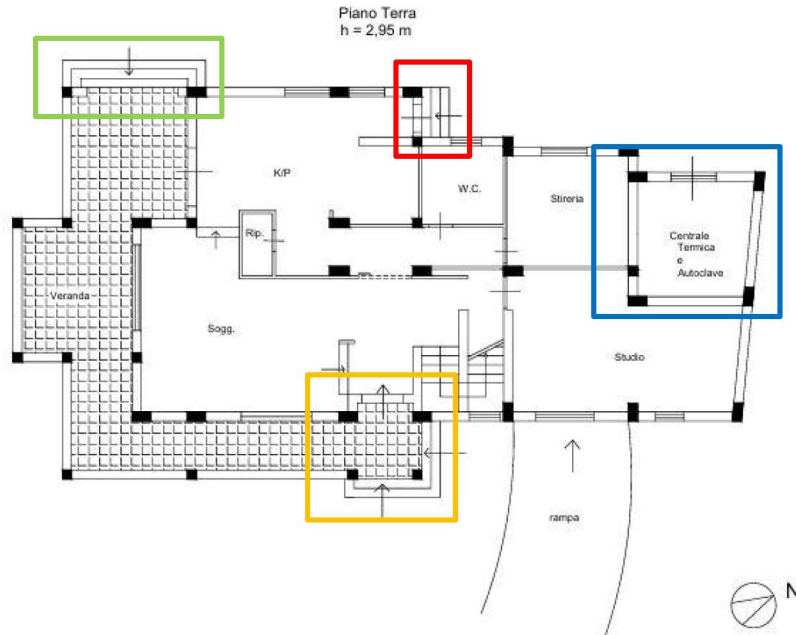 Piano Terra
h = 2,95 m
K/P
W.C.
Stireria
Rip.
Centrale
Termica
e
Autoclave
Veranda
Sogg.
Studio
rampa
N